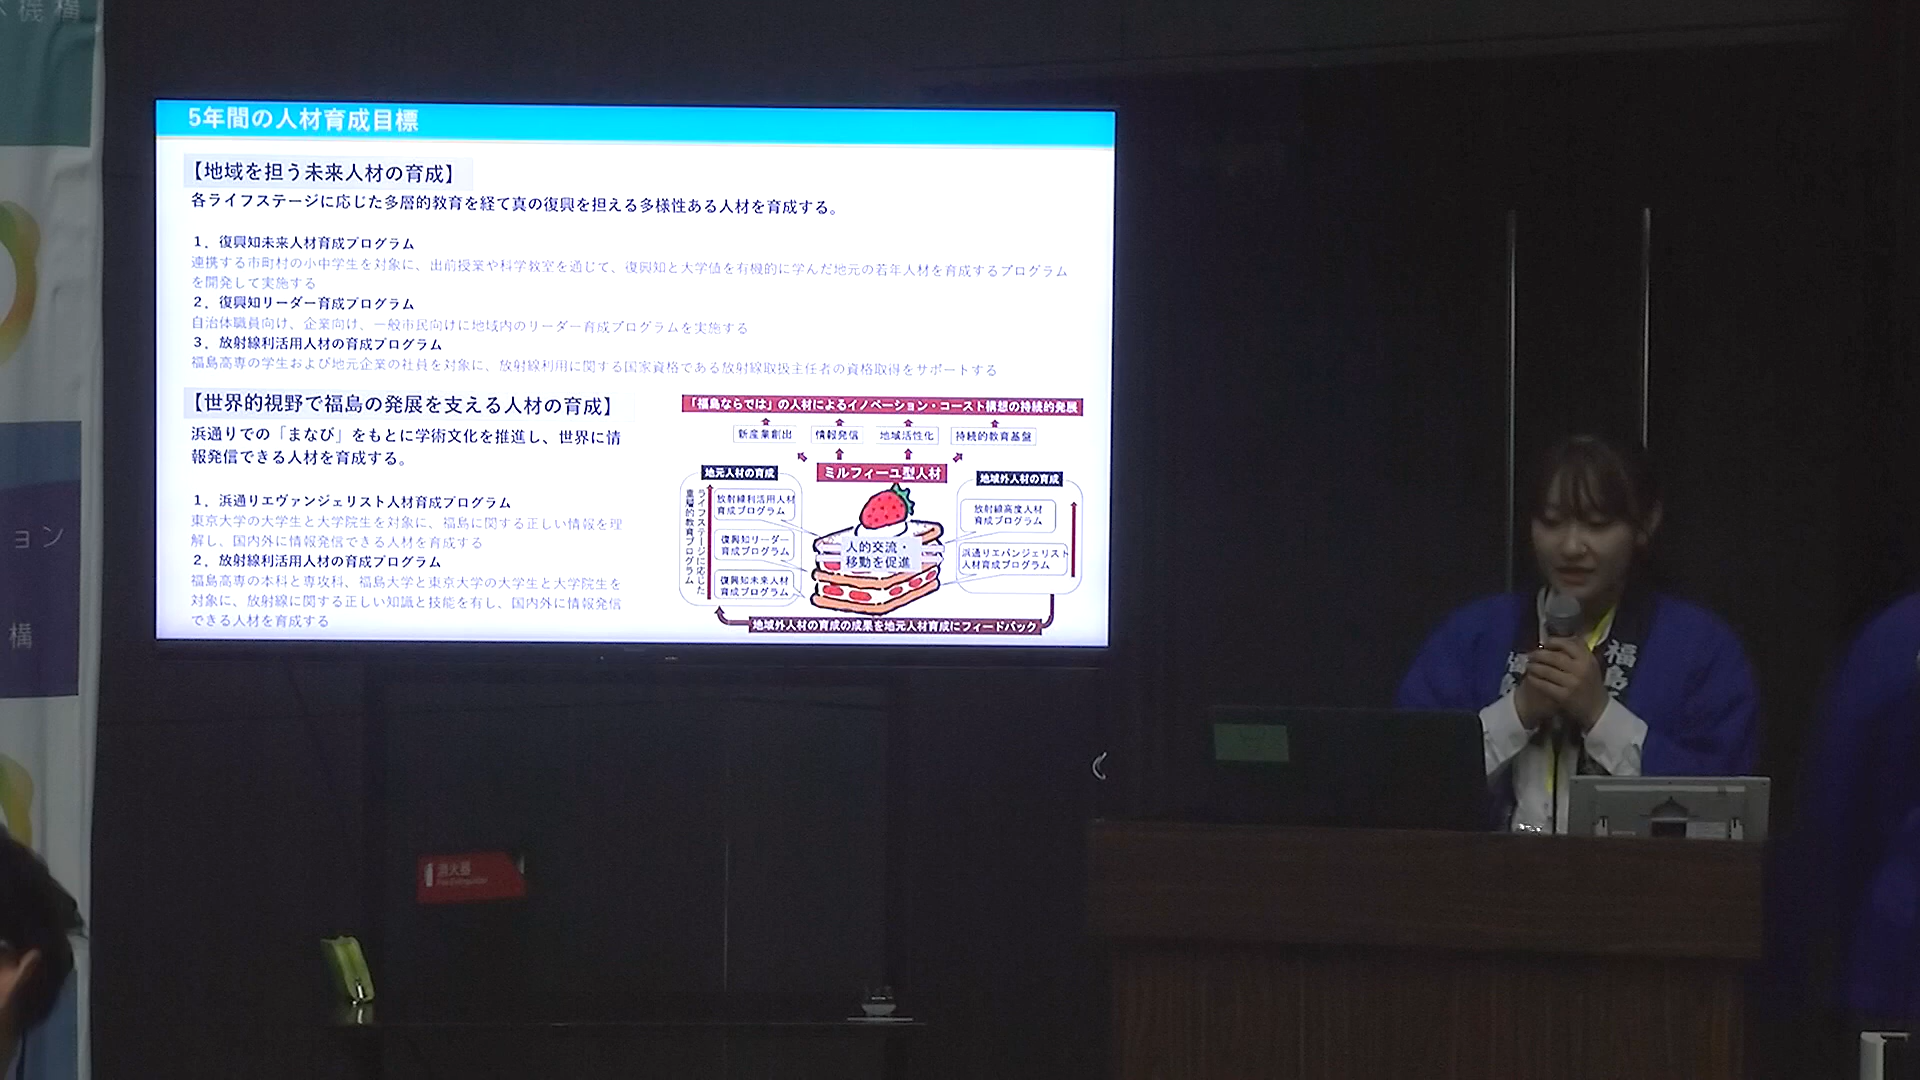 機構
ョン
構
5年間の人材育成目標
【地域を担う未来人材の育成】
各ライフステージに応じた多層的教育を経て真の復興を担える多様性ある人材を育成する。
1．復興知未来人材育成プログラム
連携する市町村の小中学生を対象に、出前授業や科学教室を通じて、復興知と大学値を有機的に学んだ地元の若年人材を育成するプログラム
を開発して実施する
2．復興知リーダー育成プログラム
自治体職員向け、企業向け、一般市民向けに地域内のリーダー育成プログラムを実施する
3．放射線利活用人材の育成プログラム
福島高専の学生および地元企業の社員を対象に、放射線利用に関する国家資格である放射線取扱主任者の資格取得をサポートする
【世界的視野で福島の発展を支える人材の育成】
浜通りでの「まなび」をもとに学術文化を推進し、世界に情
報発信できる人材を育成する。
1．浜通りエヴァンジェリスト人材育成プログラム
東京大学の大学生と大学院生を対象に、福島に関する正しい情報を理
解し、国内外に情報発信できる人材を育成する
2．放射線利活用人材の育成プログラム
福島高専の本科と専攻科、福島大学と東京大学の大学生と大学院生を
対象に、放射線に関する正しい知識と技能を有し、国内外に情報発信
できる人材を育成する
「福島ならでは」の人材によるイノベーション・コースト構想の持続的発展
新産業創出
情報発信
地域活性化
持続的教育基盤
ミルフィーユ型人材
地元人材の育成
ライフステージに応じた
重層的教育プログラム
放射線利活用人材
育成プログラム
復興知リーダー
育成プログラム
復興知未来人材
育成プログラム
人的交流・
移動を促進
地域外人材の育成
放射線高度人材
育成プログラム
浜通りエバンジェリスト
人材育成プログラム
地域外人材の育成の成果を地元人材育成にフィードバック
福島
福島
消火器
Fire Extinguisher